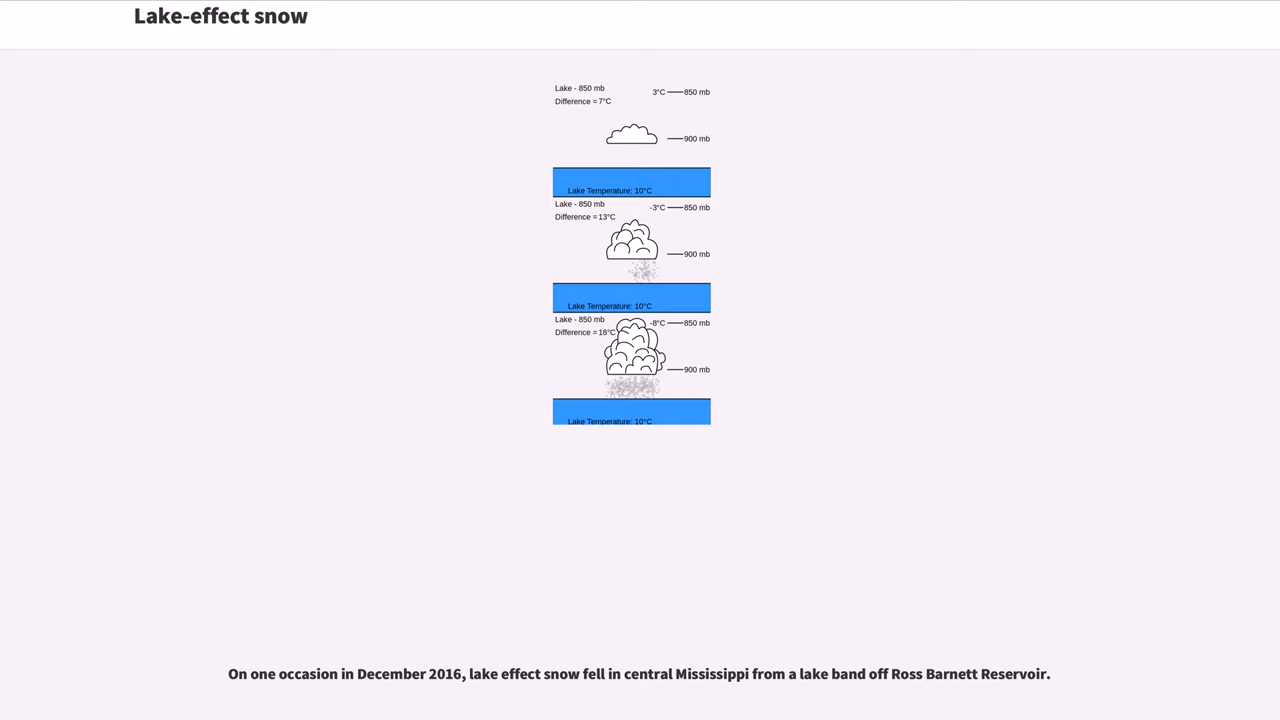 Lake-effect snow
Lake - 850 mb
3°C 850 mb
Difference = 7°C
900 mb
Lake Temperature: 10°C
Lake - 850 mb
-3°C 850 mb
Difference = 13°C
900 mb
Lake Temperature: 10°C
Lake - 850 mb
-8°C 850 mb
Difference = 18°C
900 mb
Lake Temperature: 10°C
On one occasion in December 2016, lake effect snow fell in central Mississippi from a lake band off Ross Barnett Reservoir.